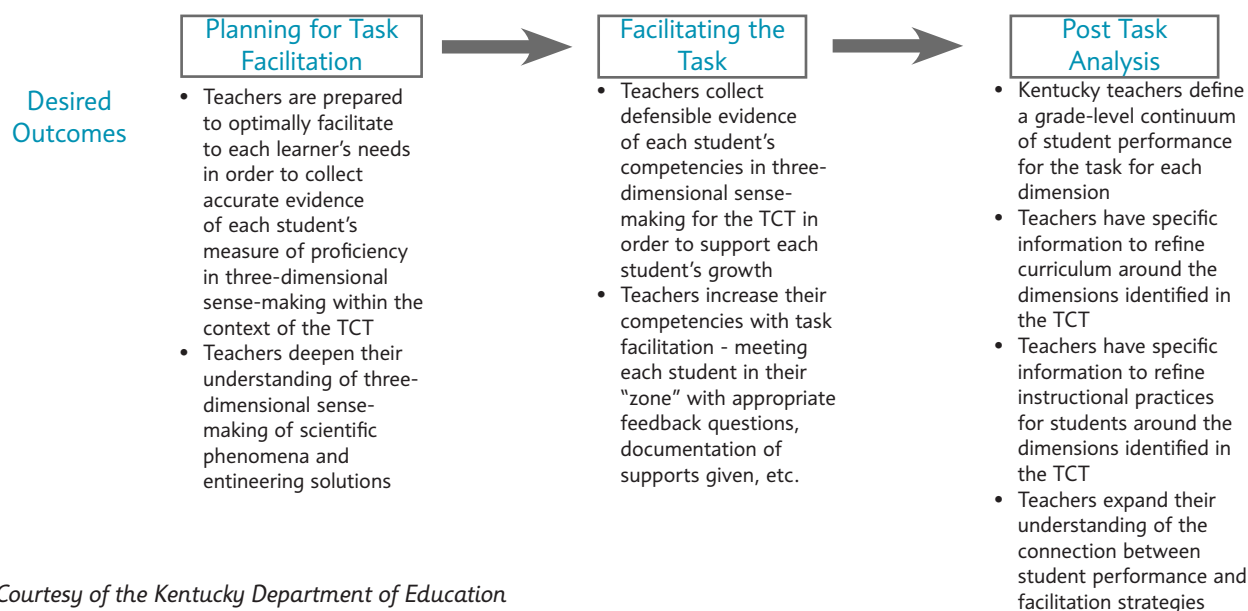 Planning for Task
Facilitation
Facilitating the
Task
Post Task
Analysis
Desired
Outcomes
• Teachers are prepared
to optimally facilitate
to each learner's needs
in order to collect
accurate evidence
of each student's
measure of proficiency
in three-dimensional
sense-making within the
context of the TCT
• Teachers deepen their
understanding of three-
dimensional sense-
making of scientific
phenomena and
entineering solutions
• Teachers collect
defensible evidence
of each student's
competencies in three-
dimensional sense-
making for the TCT in
order to support each
student's growth
• Teachers increase their
competencies with task
facilitation - meeting
each student in their
"zone" with appropriate
feedback questions,
documentation of
supports given, etc.
• Kentucky teachers define
a grade-level continuum
of student performance
for the task for each
dimension
• Teachers have specific
information to refine
curriculum around the
dimensions identified in
the TCT
• Teachers have specific
information to refine
instructional practices
for students around the
dimensions identified in
the TCT
• Teachers expand their
understanding of the
connection between
student performance and
facilitation strategies
Courtesy of the Kentucky Department of Education